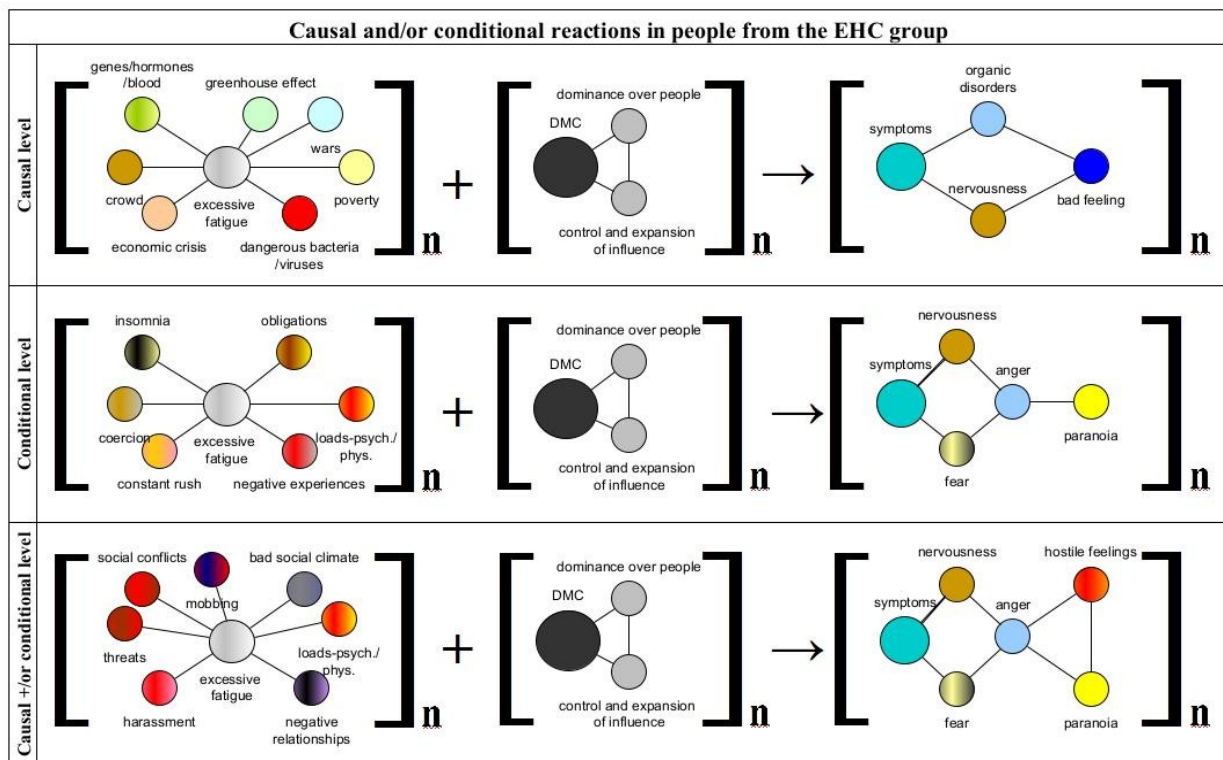 Causal and/or conditional reactions in people from the EHC group
Causal level
genes/hormones
/blood
greenhouse effect
wars
crowd
excessive
fatigue
poverty
economic crisis
dangerous bacteria
/viruses
n
+
dominance over people
DMC
control and expansion
of influence
n
→
organic
disorders
symptoms
nervousness
bad feeling
n
Conditional level
insomnia
obligations
coercion
excessive
fatigue
loads-psych./
phys.
constant rush
negative experiences
n
+
dominance over people
DMC
control and expansion
of influence
n
→
nervousness
symptoms
anger
paranoia
fear
n
Causal +/or conditional level
social conflicts
bad social climate
mobbing
threats
excessive
fatigue
loads-psych./
phys.
harassment
negative
relationships
n
+
dominance over people
DMC
control and expansion
of influence
n
→
nervousness
hostile feelings
symptoms
anger
fear
paranoia
n